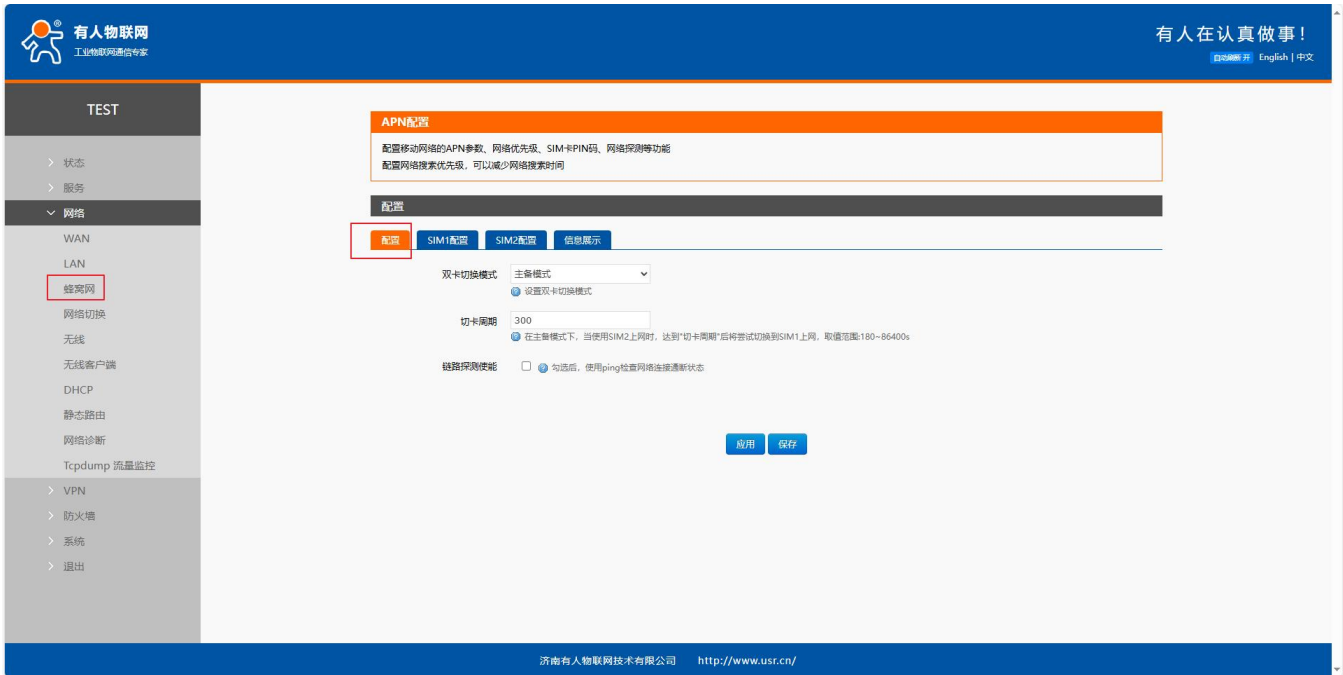 有人物联网
工业物联网通信专家
有人在认真做事！
自动刷新 开 English | 中文
TEST
状态
服务
网络
WAN
LAN
蜂窝网
网络切换
无线
无线客户端
DHCP
静态路由
网络诊断
Tcpdump 流量监控
VPN
防火墙
系统
退出
APN配置
配置移动网络的APN参数、网络优先级、SIM卡PIN码、网络探测等功能
配置网络搜素优先级，可以减少网络搜索时间
配置
配置 SIM1配置 SIM2配置 信息展示
双卡切换模式 主备模式
设置双卡切换模式
切卡周期 300
在主备模式下，当使用SIM2上网时，达到"切卡周期"后将尝试切换到SIM1上网，取值范围:180~86400s
链路探测使能 勾选后，使用ping检查网络连接通断状态
应用 保存
济南有人物联网技术有限公司 http://www.usr.cn/